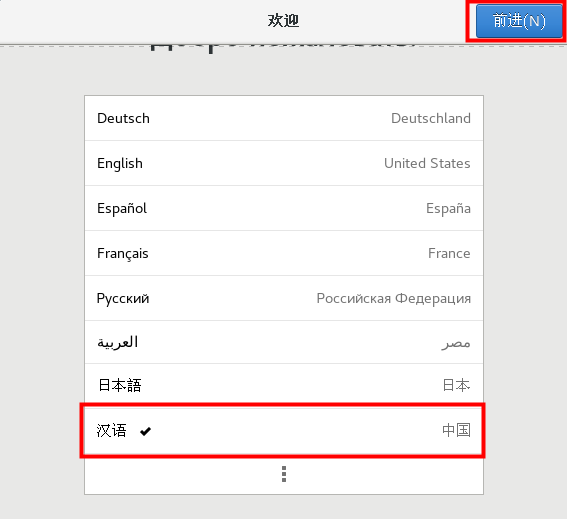 欢迎 前进(N)
Deutsch Deutschland
English United States
Español España
Français France
Русский Российская Федерация
العربية مصر
日本語 日本
汉语 中国